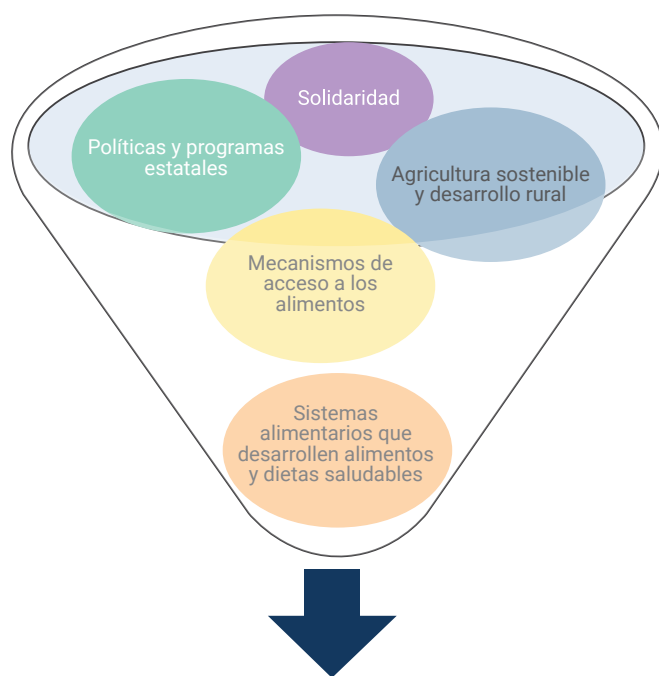 Solidaridad
Políticas y programas
estatales
Agricultura sostenible
y desarrollo rural
Mecanismos de
acceso a los
alimentos
Sistemas
alimentarios que
desarrollen alimentos
y dietas saludables